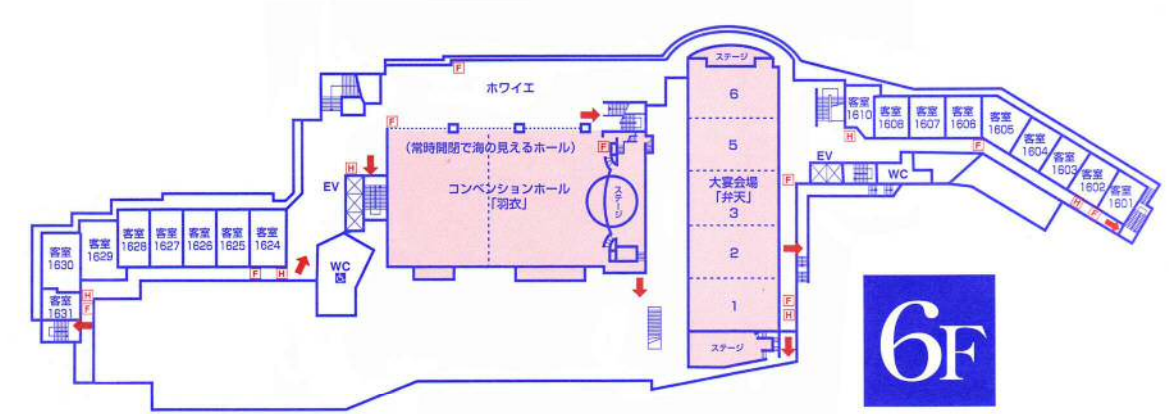 ステージ
ホワイエ
6
F
F
(常時開閉で海の見えるホール)
F
5
コンベンションホール
「羽衣」
ステージ
大宴会場
「弁天」
3
2
1
ステージ
F
F
H
H
EV
WC
客室
1630
客室
1629
客室
1628
客室
1627
客室
1626
客室
1625
客室
1624
客室
1631
H
F
F
H
客室
1610
客室
1608
客室
1607
客室
1606
客室
1605
客室
1604
客室
1603
客室
1602
客室
1601
H
EV
WC
F
H
F
6F